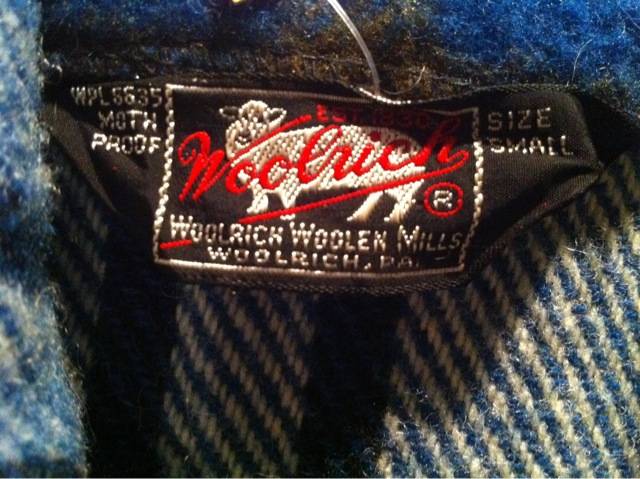 WPL6635
MOTH
PROOF
EST. 1830
Woolrich
®
WOOLRICH WOOLEN MILLS
WOOLRICH, PA.
SIZE
SMALL